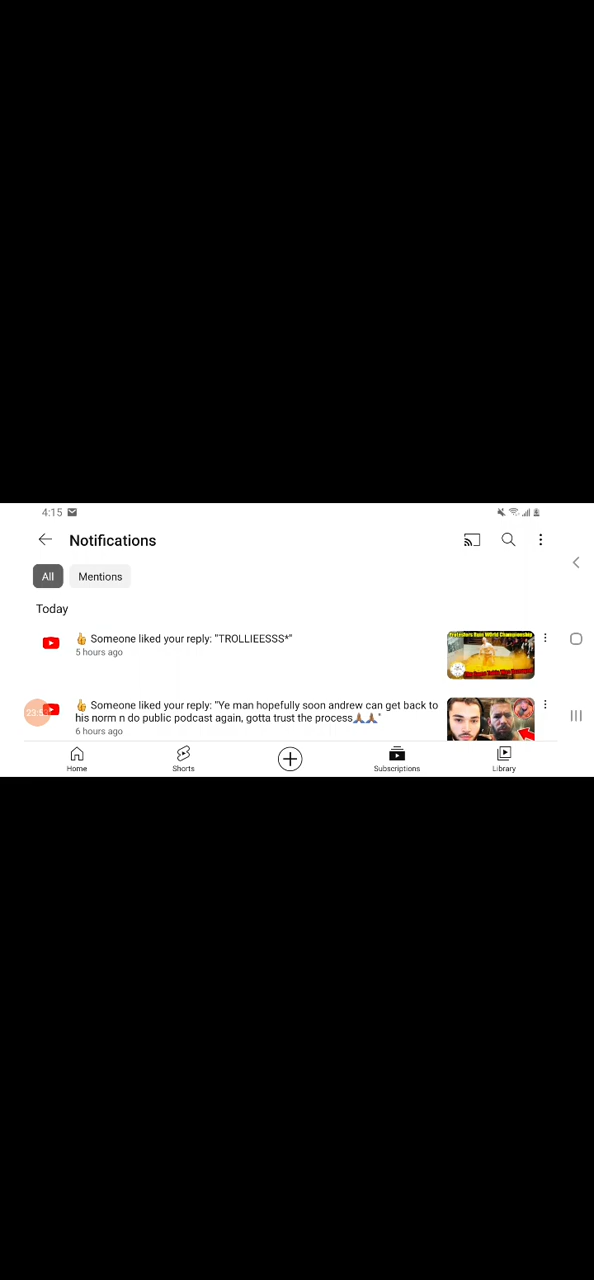 4:15
Notifications
All
Mentions
Today
👍 Someone liked your reply: "TROLLIEESSS*"
5 hours ago
👍 Someone liked your reply: "Ye man hopefully soon andrew can get back to
his norm n do public podcast again, gotta trust the process🙏🏾🙏🏾"
6 hours ago
Home
Shorts
Subscriptions
Library